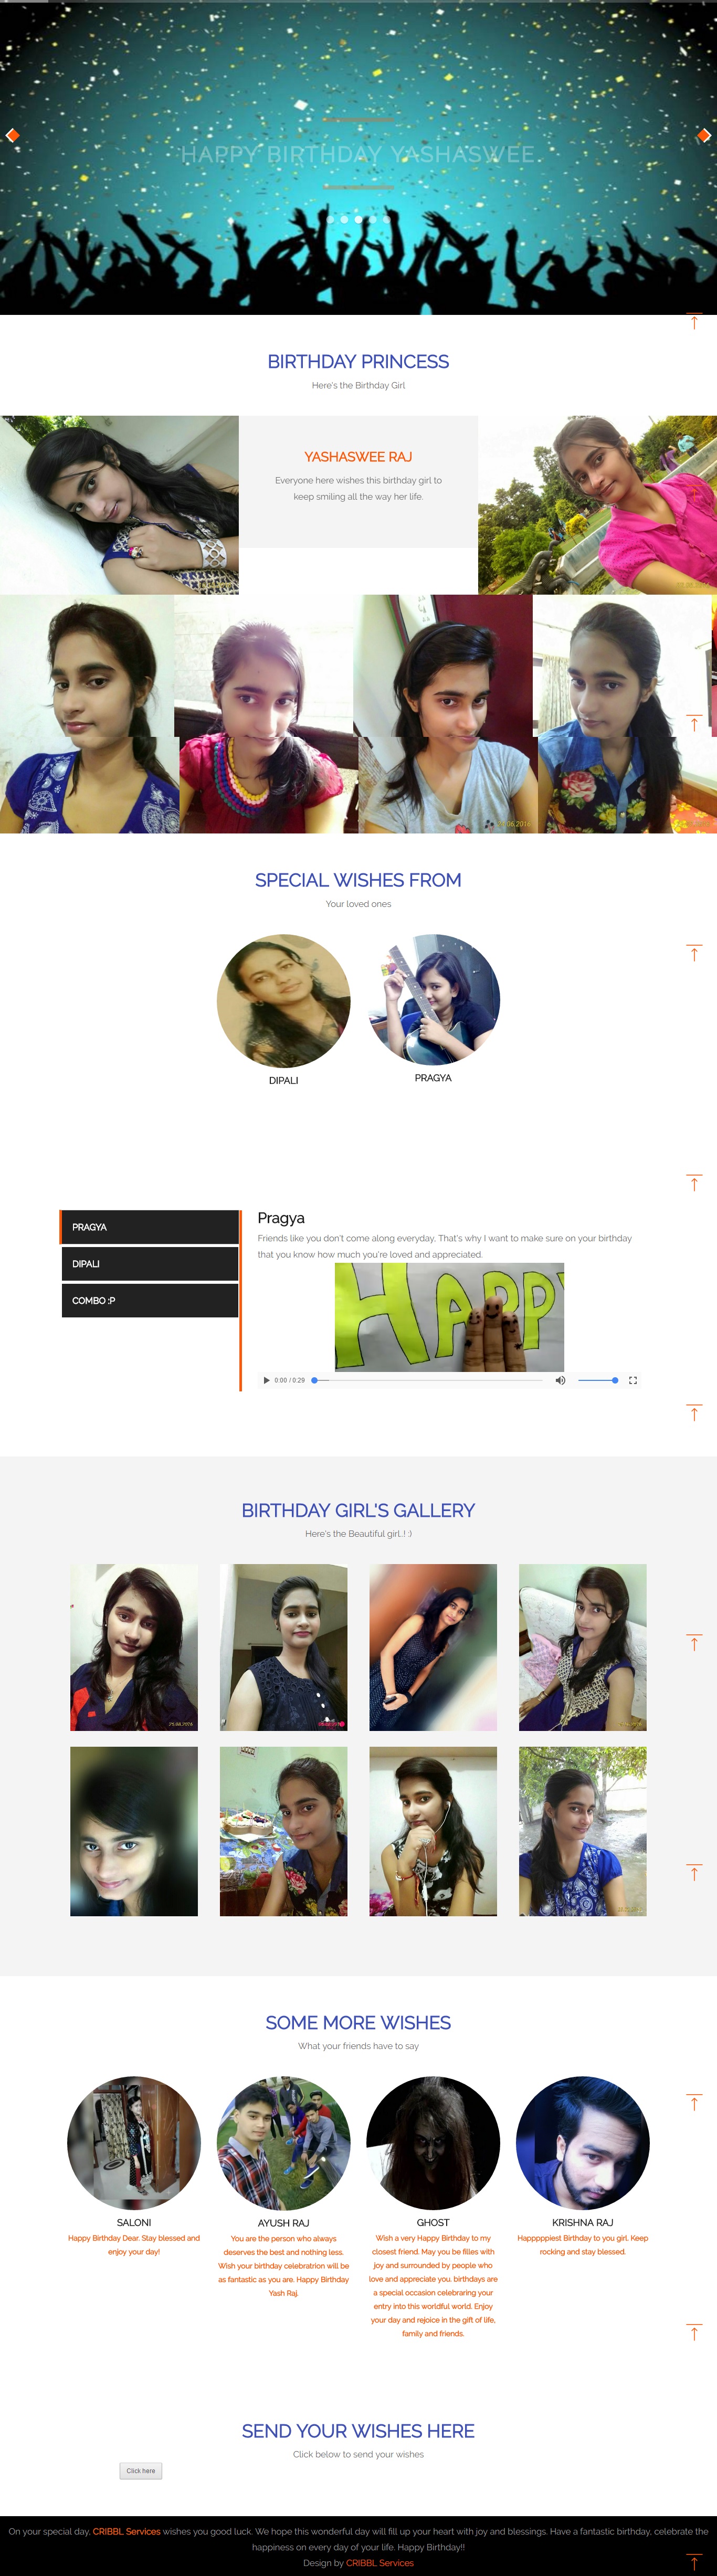 HAPPY BIRTHDAY YASHASWEE
BIRTHDAY PRINCESS
Here's the Birthday Girl
YASHASWEE RAJ
Everyone here wishes this birthday girl to
keep smiling all the way her life.
06.2016
SPECIAL WISHES FROM
Your loved ones
DIPALI
PRAGYA
PRAGYA
DIPALI
COMBO :P
Pragya
Friends like you don't come along everyday. That's why I want to make sure on your birthday
that you know how much you're loved and appreciated.
HAPPY
0:00 / 0:29
BIRTHDAY GIRL'S GALLERY
Here's the Beautiful girl..! :)
SOME MORE WISHES
What your friends have to say
SALONI
Happy Birthday Dear. Stay blessed and
enjoy your day!
AYUSH RAJ
You are the person who always
deserves the best and nothing less.
Wish your birthday celebratrion will be
as fantastic as you are. Happy Birthday
Yash Raj.
GHOST
Wish a very Happy Birthday to my
closest friend. May you be filles with
joy and surrounded by people who
love and appreciate you. birthdays are
a special occasion celebraring your
entry into this worldful world. Enjoy
your day and rejoice in the gift of life,
family and friends.
KRISHNA RAJ
Happpppiest Birthday to you girl. Keep
rocking and stay blessed.
SEND YOUR WISHES HERE
Click below to send your wishes
Click here
On your special day, CRIBBL Services wishes you good luck. We hope this wonderful day will fill up your heart with joy and blessings. Have a fantastic birthday, celebrate the
happiness on every day of your life. Happy Birthday!!
Design by CRIBBL Services